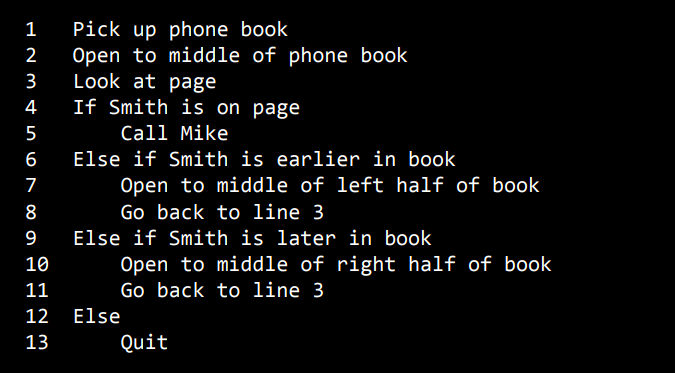 1 Pick up phone book
2 Open to middle of phone book
3 Look at page
4 If Smith is on page
5 Call Mike
6 Else if Smith is earlier in book
7 Open to middle of left half of book
8 Go back to line 3
9 Else if Smith is later in book
10 Open to middle of right half of book
11 Go back to line 3
12 Else
13 Quit